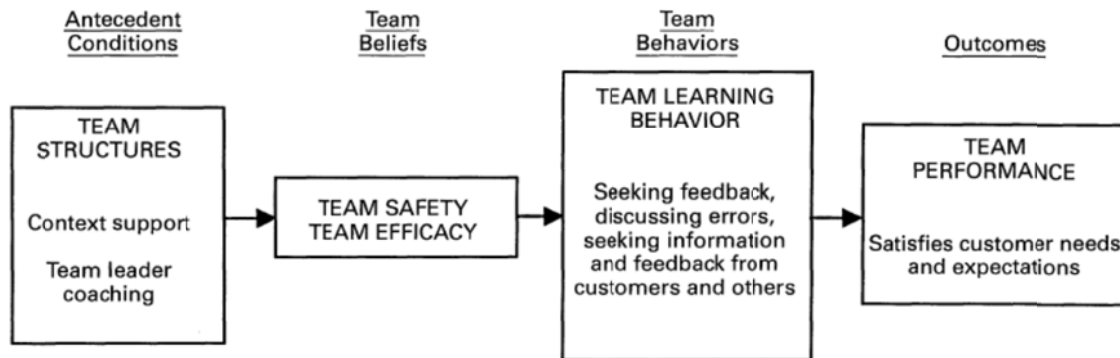 Antecedent
Conditions
Team
Beliefs
Team
Behaviors
Outcomes
TEAM
STRUCTURES
Context support
Team leader
coaching
TEAM SAFETY
TEAM EFFICACY
TEAM LEARNING
BEHAVIOR
Seeking feedback,
discussing errors,
seeking information
and feedback from
customers and others
TEAM
PERFORMANCE
Satisfies customer needs
and expectations